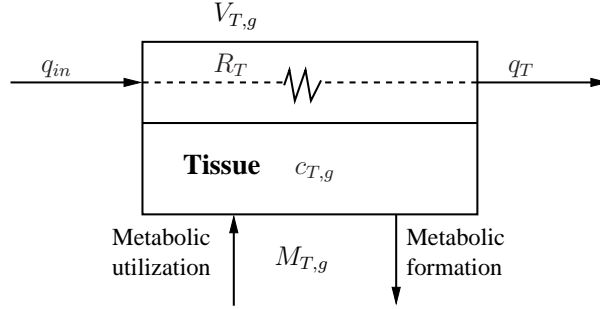 V_{T,g}
q_{in}
R_T
q_T
Tissue c_{T,g}
Metabolic
utilization
M_{T,g}
Metabolic
formation